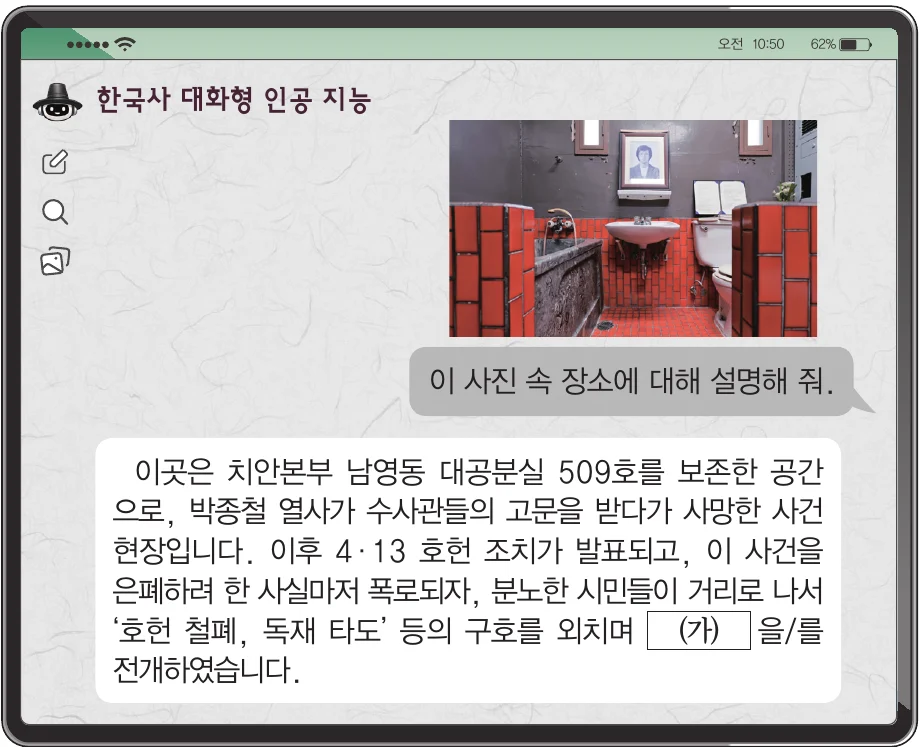 오전 10:50 62%
한국사 대화형 인공 지능
이 사진 속 장소에 대해 설명해 줘.
이곳은 치안본부 남영동 대공분실 509호를 보존한 공간
으로, 박종철 열사가 수사관들의 고문을 받다가 사망한 사건
현장입니다. 이후 4·13 호헌 조치가 발표되고, 이 사건을
은폐하려 한 사실마저 폭로되자, 분노한 시민들이 거리로 나서
‘호헌 철폐, 독재 타도’ 등의 구호를 외치며 (가) 을/를
전개하였습니다.